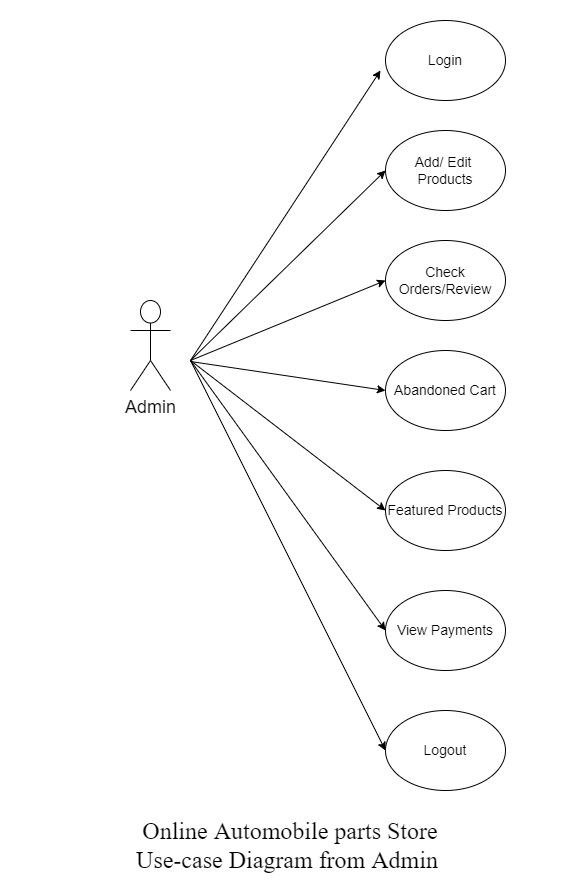 Login
Add/ Edit
Products
Check
Orders/Review
Admin
Abandoned Cart
Featured Products
View Payments
Logout
Online Automobile parts Store
Use-case Diagram from Admin